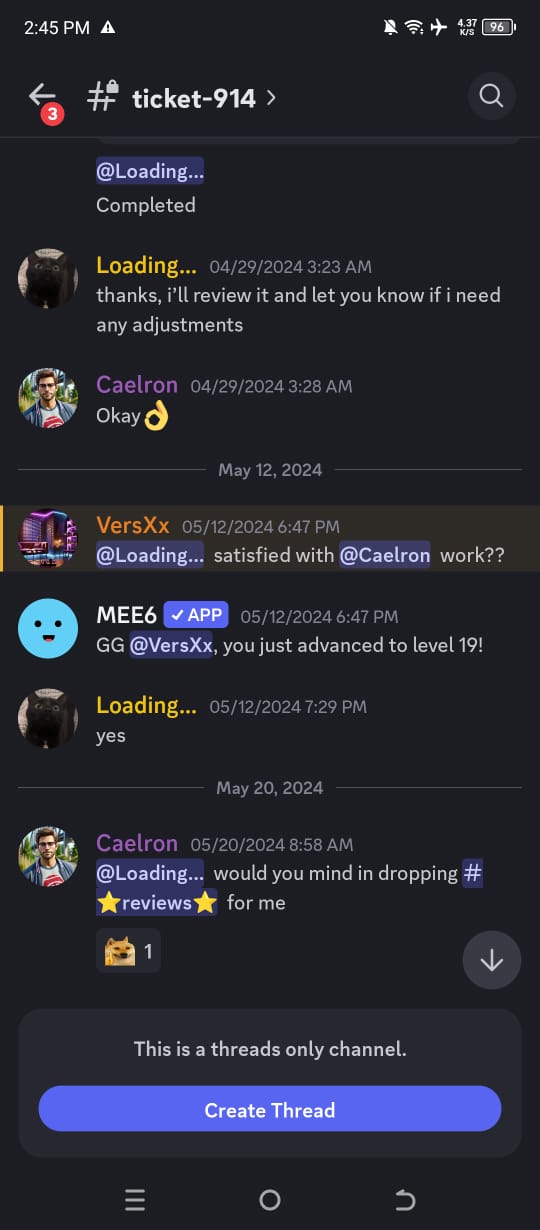 2:45 PM
4.37 K/S 96
3
ticket-914
@Loading...
Completed
Loading... 04/29/2024 3:23 AM
thanks, i'll review it and let you know if i need
any adjustments
Caelron 04/29/2024 3:28 AM
Okay👌
May 12, 2024
VersXx 05/12/2024 6:47 PM
@Loading... satisfied with @Caelron work??
MEE6 ✓ APP 05/12/2024 6:47 PM
GG @VersXx, you just advanced to level 19!
Loading... 05/12/2024 7:29 PM
yes
May 20, 2024
Caelron 05/20/2024 8:58 AM
@Loading... would you mind in dropping #
⭐reviews⭐ for me
1
This is a threads only channel.
Create Thread